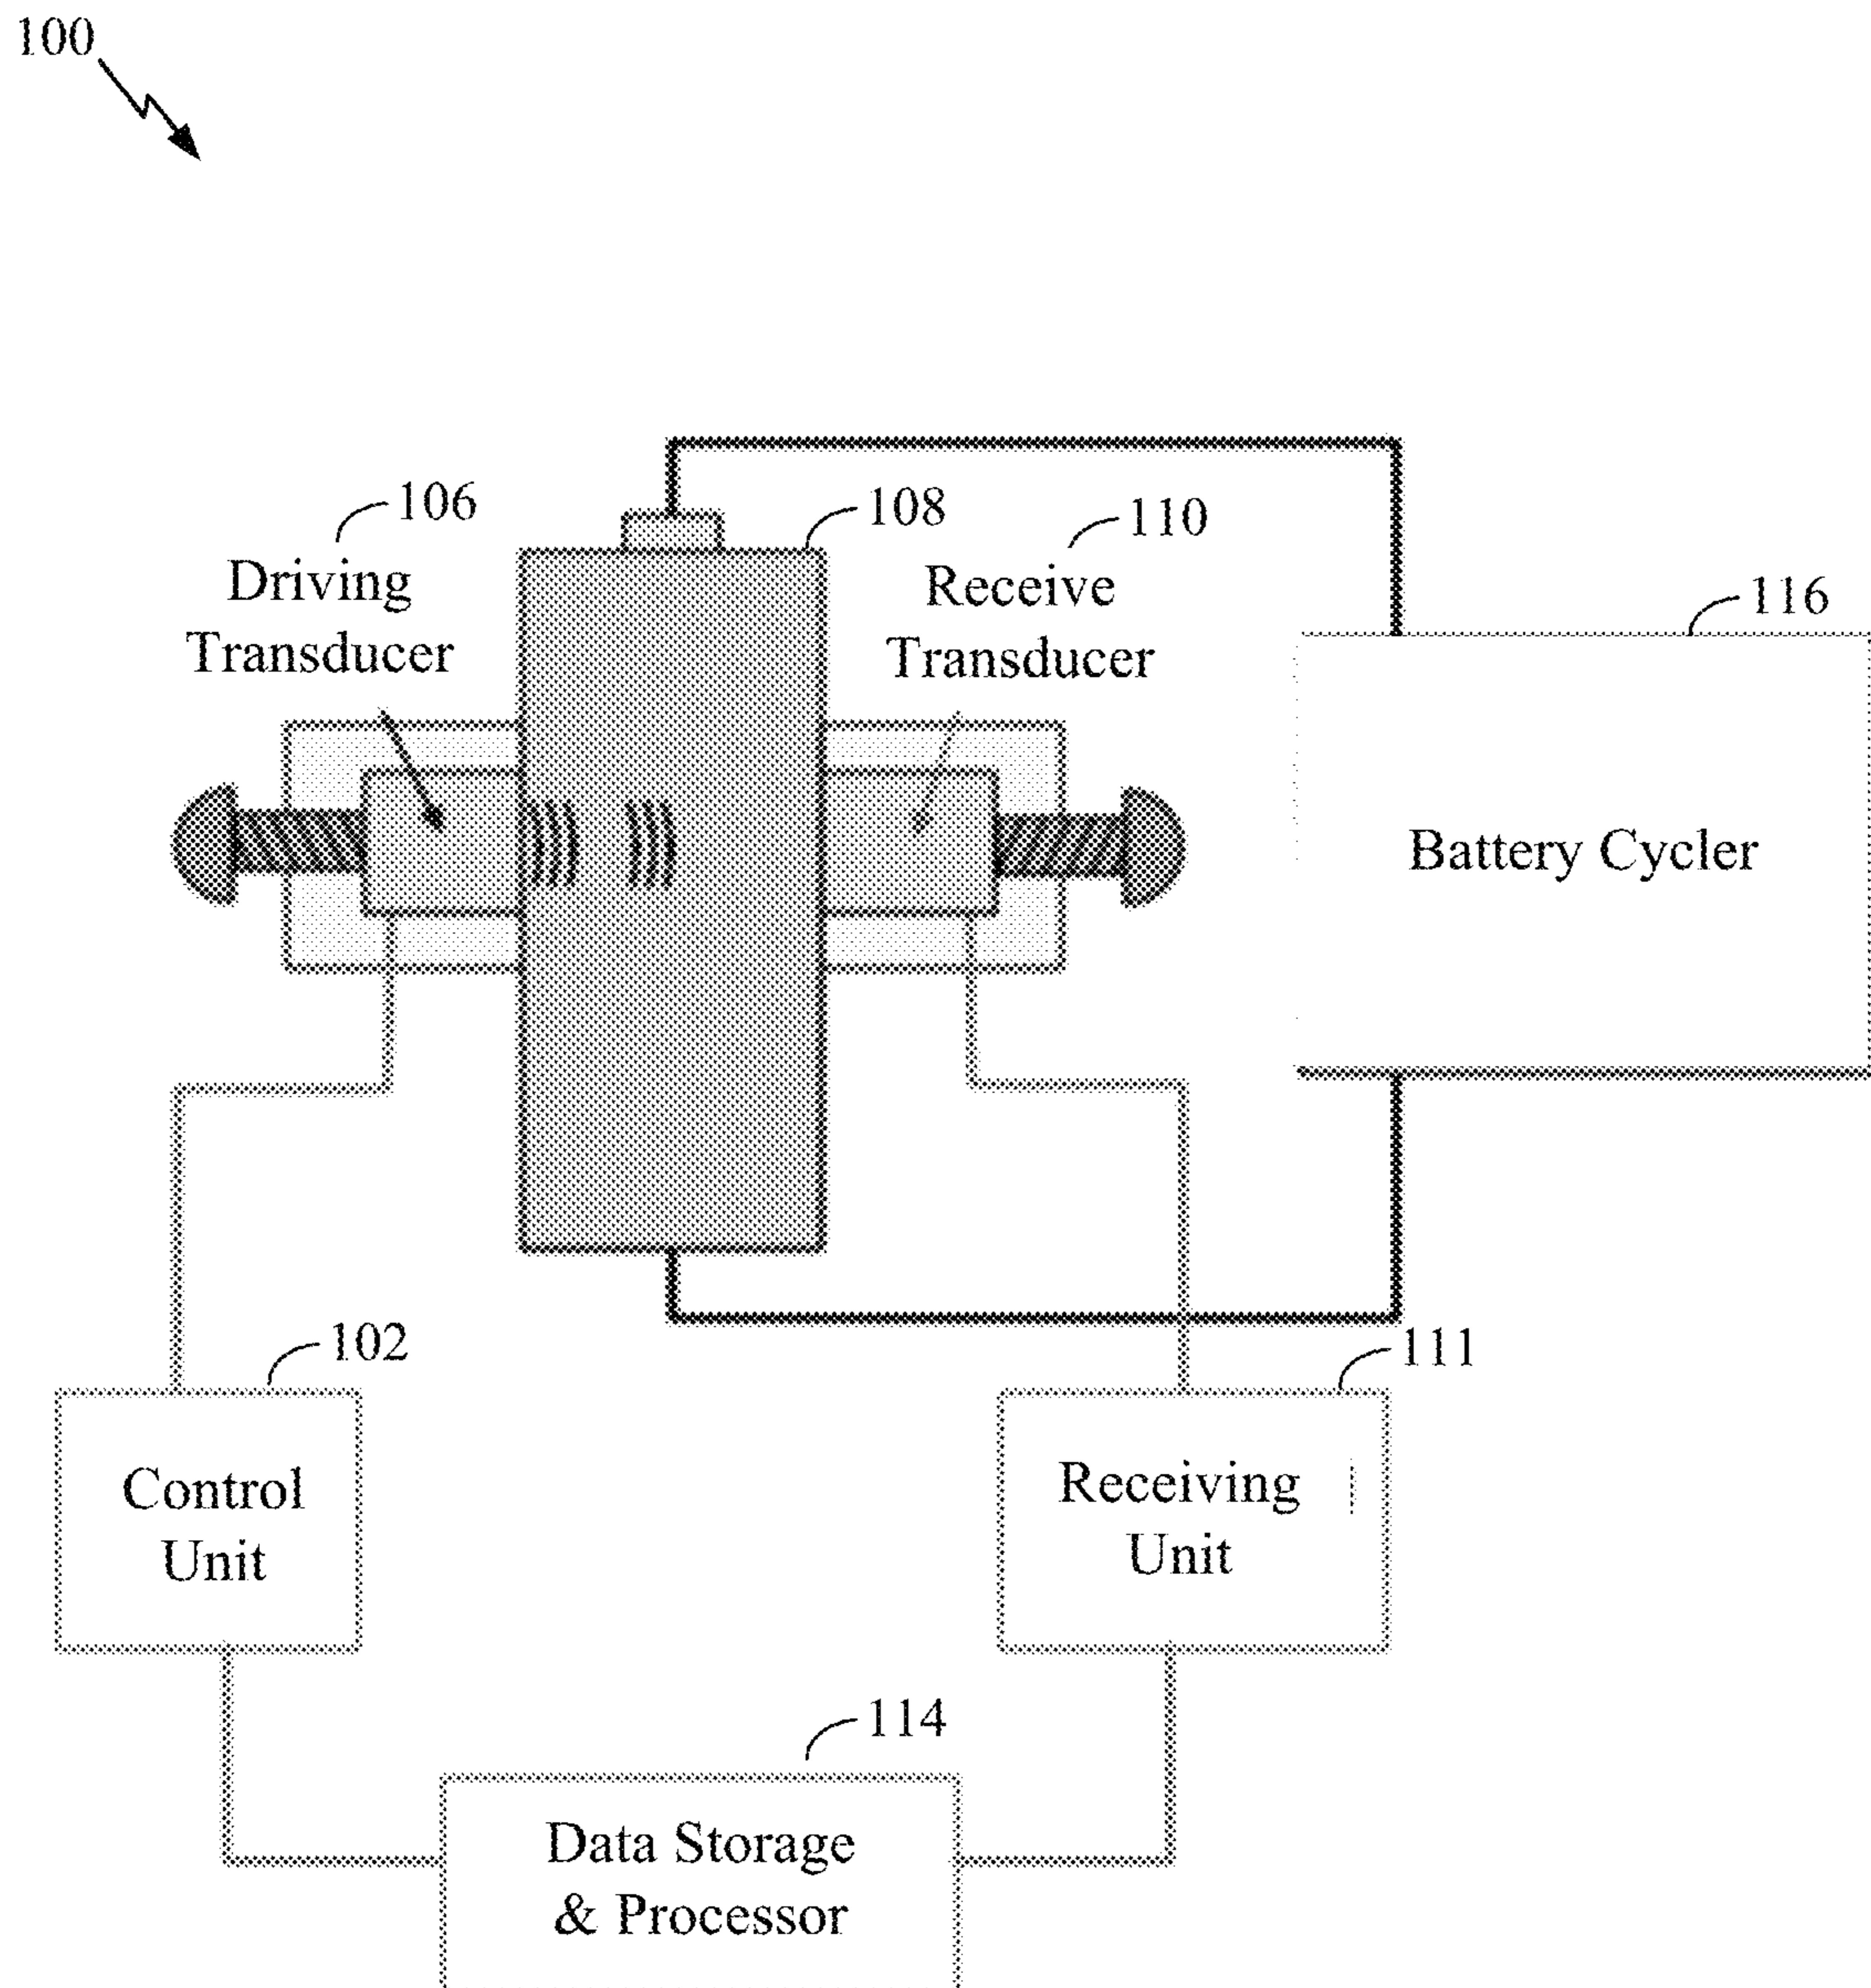 100
106
108
110
Driving
Transducer
Receive
Transducer
116
Battery Cycler
102
111
Control
Unit
Receiving
Unit
114
Data Storage
& Processor